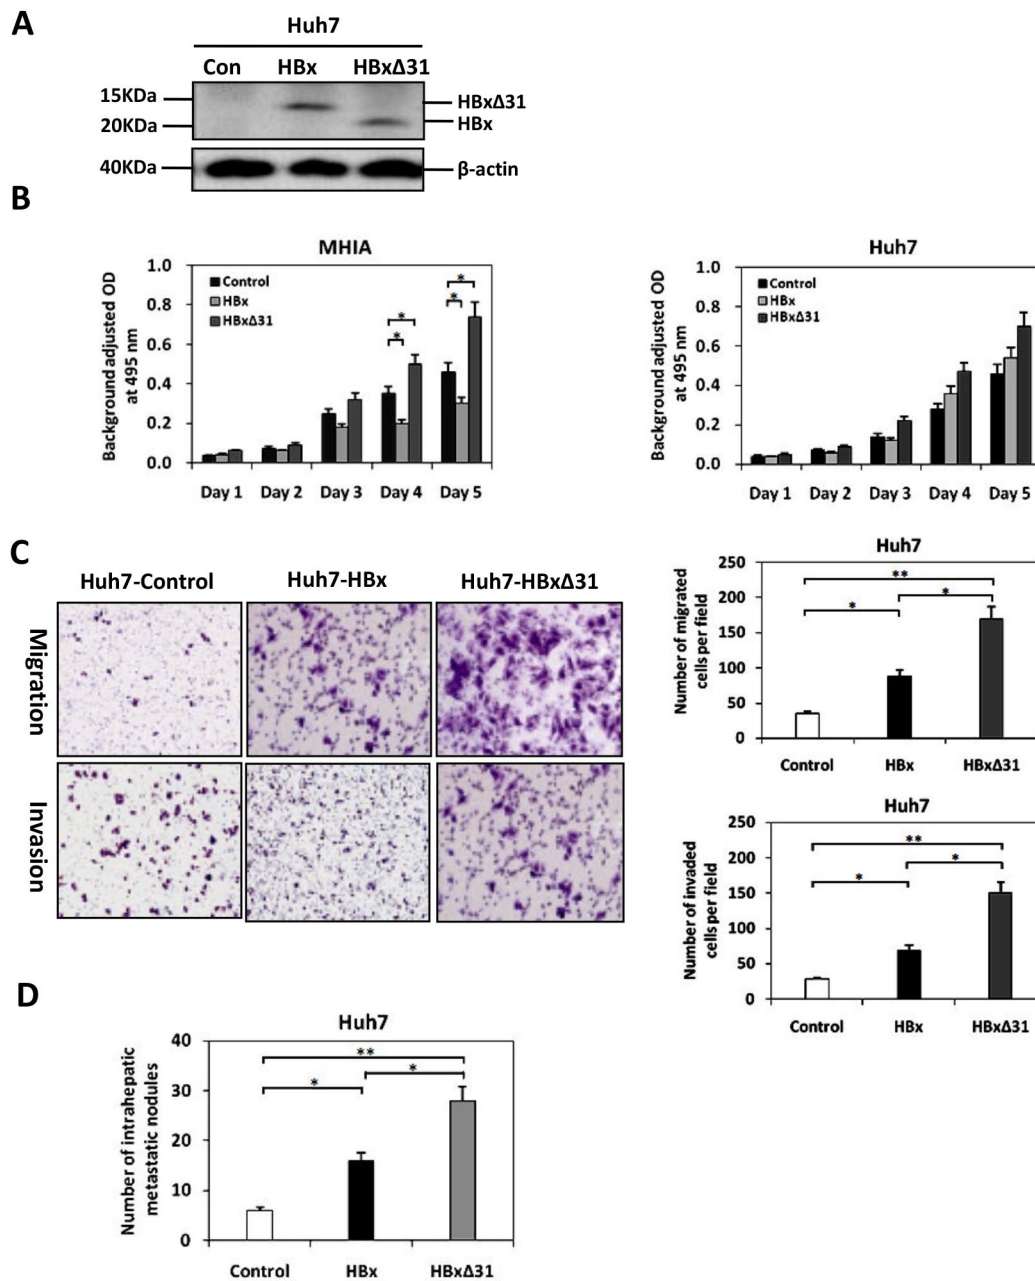 A
Huh7
Con HBx HBxΔ31
15KDa HBxΔ31
20KDa HBx
40KDa β-actin
B
MHIA
Background adjusted OD
at 495 nm
1.0
0.8
0.6
0.4
0.2
0.0
Control
HBx
HBxΔ31
* * * *
Day 1 Day 2 Day 3 Day 4 Day 5
Huh7
Background adjusted OD
at 495 nm
1.0
0.8
0.6
0.4
0.2
0.0
Control
HBx
HBxΔ31
Day 1 Day 2 Day 3 Day 4 Day 5
C
Huh7-Control Huh7-HBx Huh7-HBxΔ31
Migration
Invasion
Huh7
Number of migrated
cells per field
250
200
150
100
50
0
**
*
*
Control HBx HBxΔ31
Huh7
Number of invaded
cells per field
250
200
150
100
50
0
**
*
*
Control HBx HBxΔ31
D
Huh7
Number of intrahepatic
metastatic nodules
40
30
20
10
0
**
*
*
Control HBx HBxΔ31